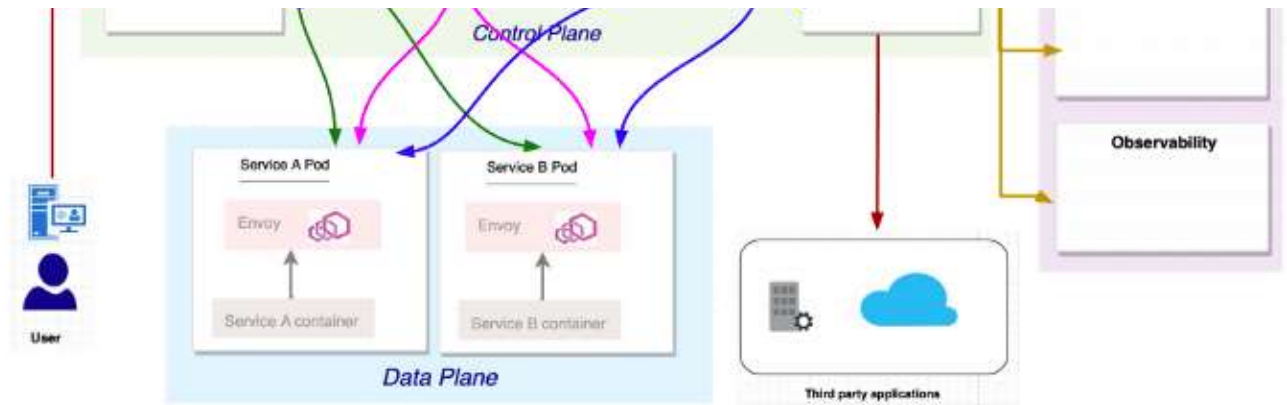 Control Plane
Observability
Service A Pod
Service B Pod
Envoy
Envoy
Service A container
Service B container
User
Data Plane
Third party applications